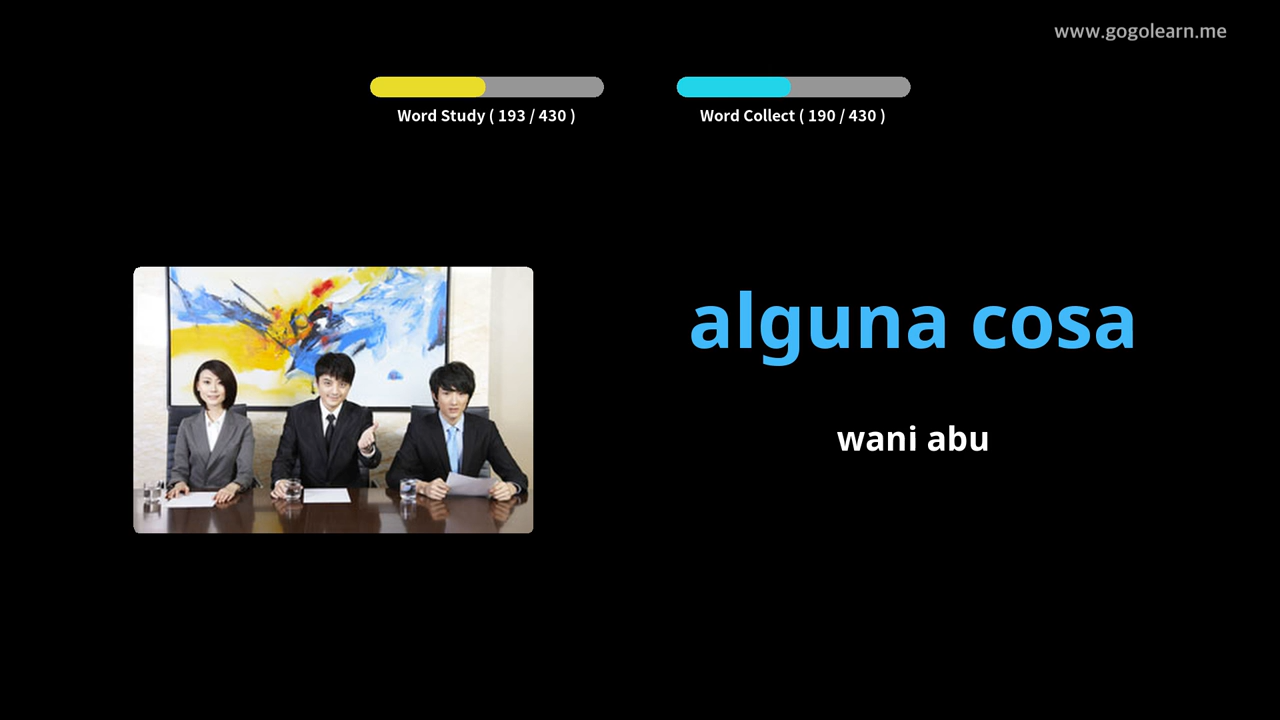 www.gogolearn.me
Word Study ( 193 / 430 )
Word Collect ( 190 / 430 )
alguna cosa
wani abu